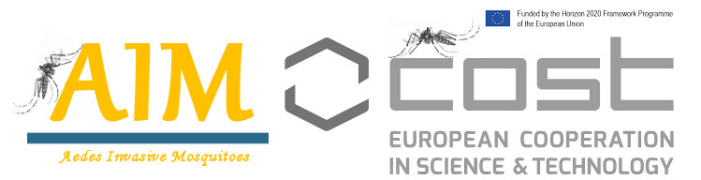 AIM
Aedes Invasive Mosquitoes
Funded by the Horizon 2020 Framework Programme
of the European Union
cost
EUROPEAN COOPERATION
IN SCIENCE & TECHNOLOGY